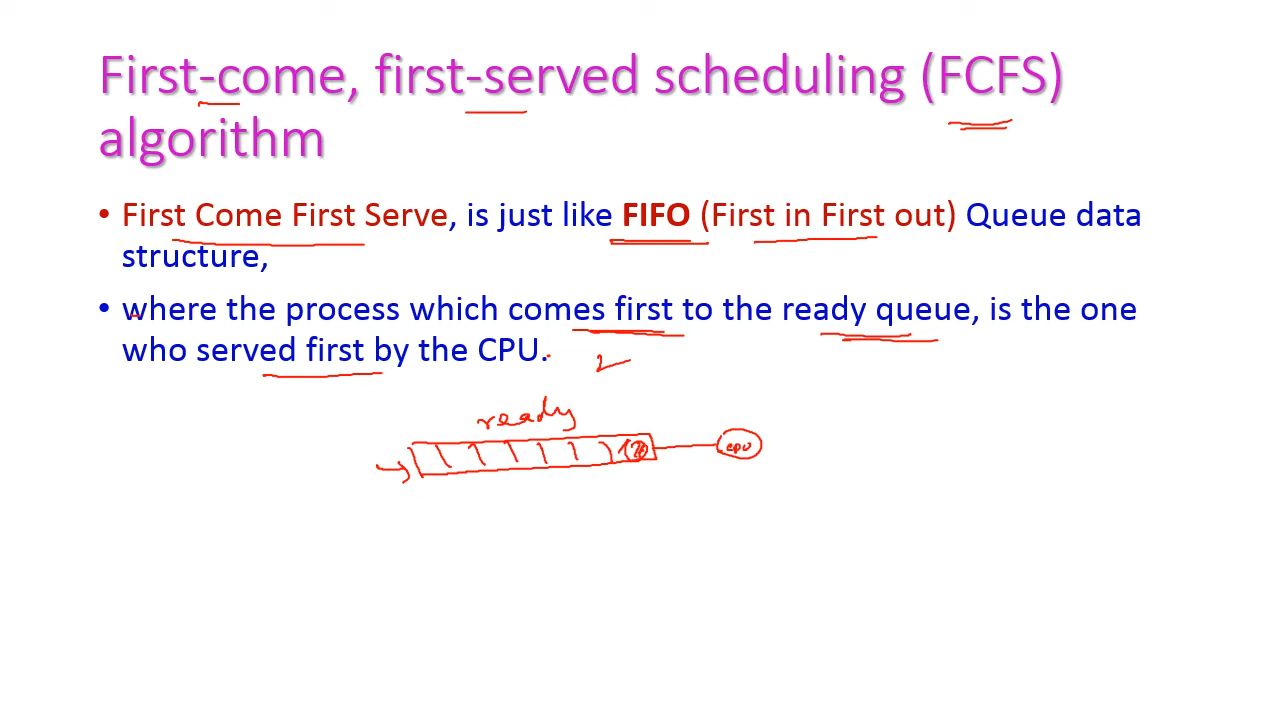 First-come, first-served scheduling (FCFS)
algorithm
• First Come First Serve, is just like FIFO (First in First out) Queue data
structure,
• where the process which comes first to the ready queue, is the one
who served first by the CPU.
ready
CPU